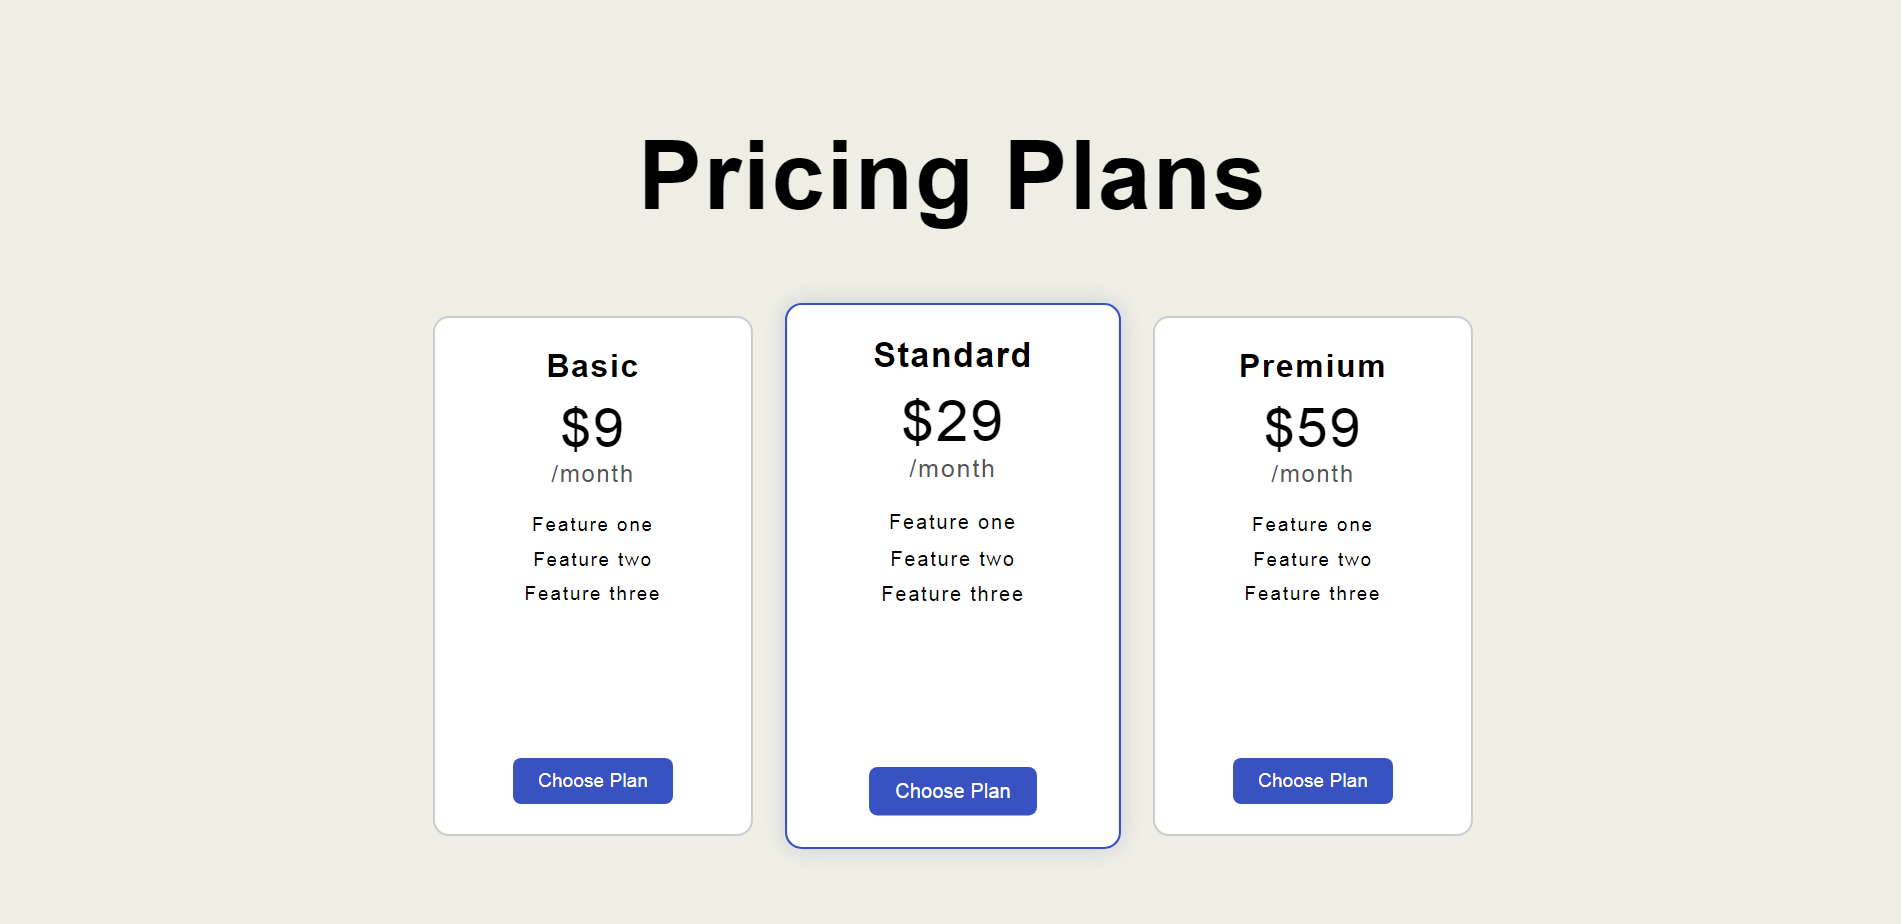 Pricing Plans
Basic
$9
/month
Feature one
Feature two
Feature three
Choose Plan
Standard
$29
/month
Feature one
Feature two
Feature three
Choose Plan
Premium
$59
/month
Feature one
Feature two
Feature three
Choose Plan